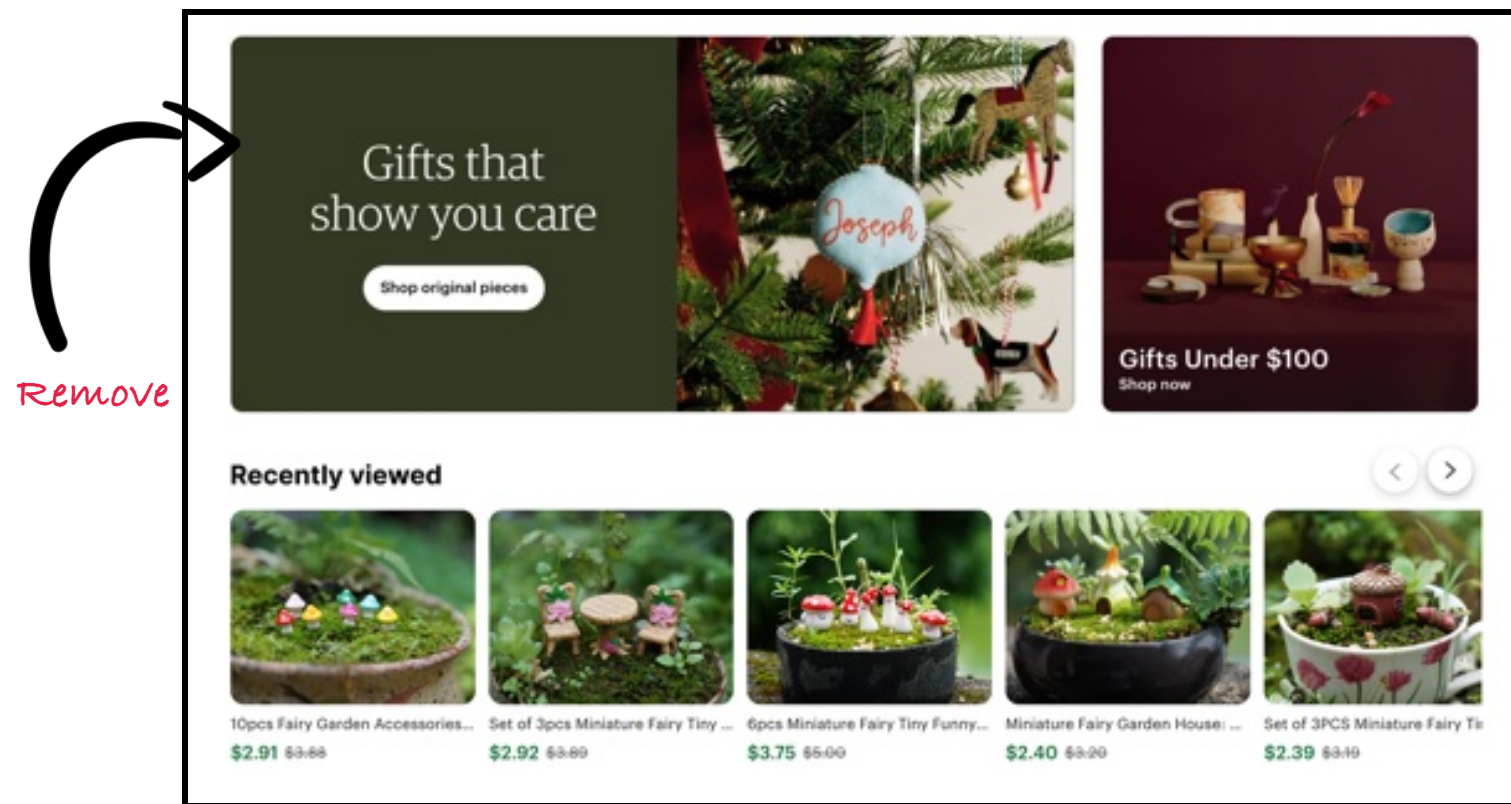 Gifts that
show you care
Shop original pieces
Joseph
Gifts Under $100
Shop now
Remove
Recently viewed
10pcs Fairy Garden Accessories...
$2.91 $3.88
Set of 3pcs Miniature Fairy Tiny ...
$2.92 $3.89
6pcs Miniature Fairy Tiny Funny...
$3.75 $5.00
Miniature Fairy Garden House: ...
$2.40 $3.20
Set of 3PCS Miniature Fairy
$2.39 $3.19